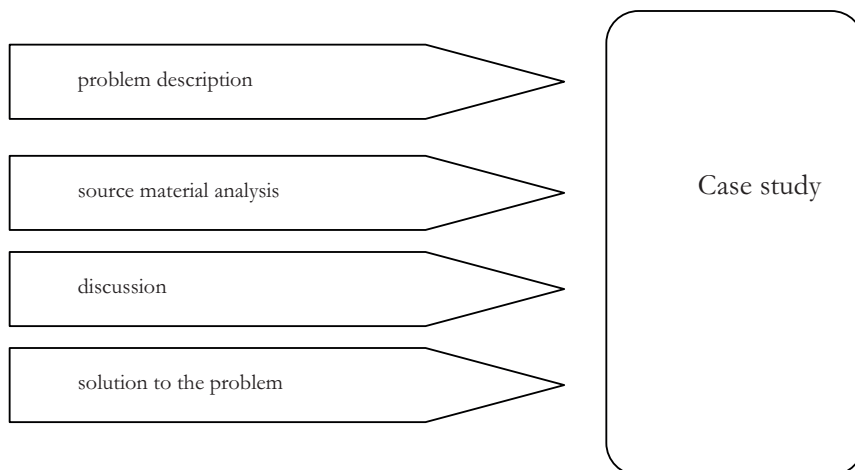 problem description
source material analysis
Case study
discussion
solution to the problem